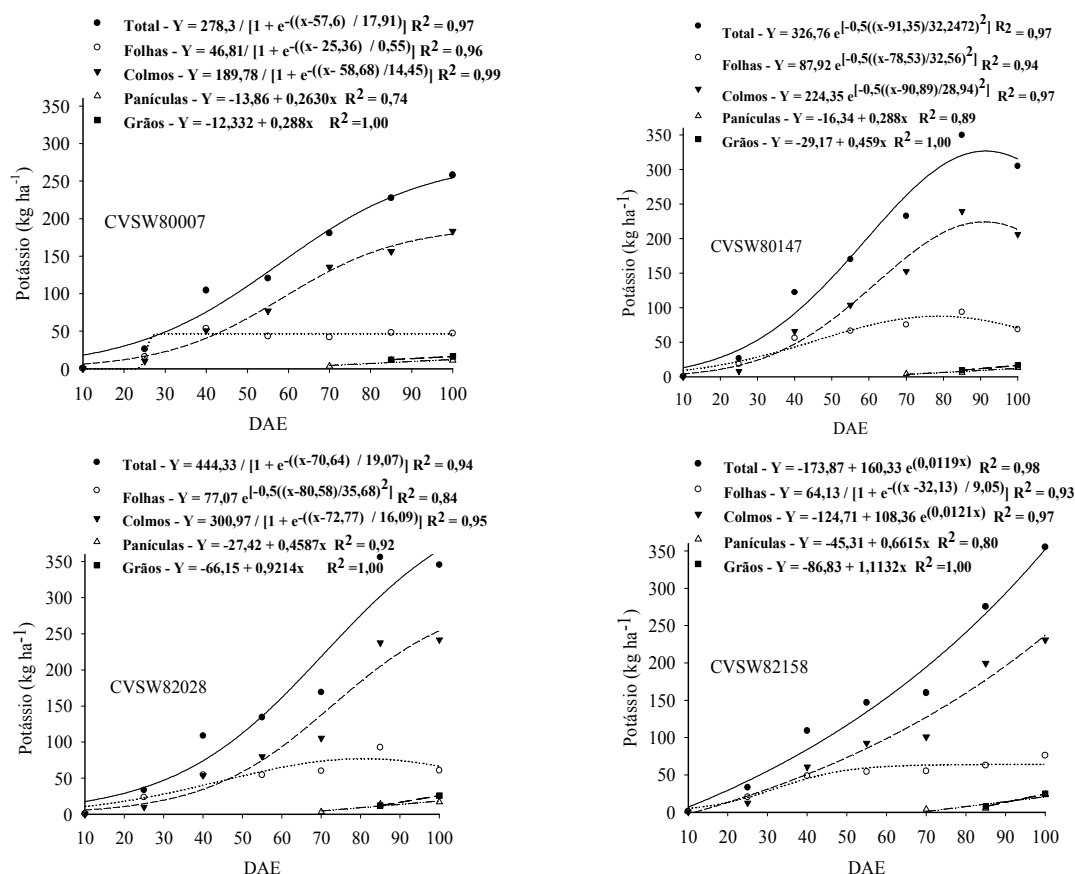 Total - Y = 278,3 / [1 + e^-((x-57,6) / 17,91)] R² = 0,97
Folhas - Y = 46,81/ [1 + e^-((x- 25,36) / 0,55)] R² = 0,96
Colmos - Y = 189,78 / [1 + e^-((x- 58,68) /14,45)] R² = 0,99
Panículas - Y = -13,86 + 0,2630x R² = 0,74
Grãos - Y = -12,332 + 0,288x R² =1,00
350
300
250
200
150
100
50
0
Potássio (kg ha⁻¹)
CVSW80007
10 20 30 40 50 60 70 80 90 100
DAE
Total - Y = 326,76 e^[-0,5((x-91,35)/32,2472)²] R² = 0,97
Folhas - Y = 87,92 e^[-0,5((x-78,53)/32,56)²] R² = 0,94
Colmos - Y = 224,35 e^[-0,5((x-90,89)/28,94)²] R² = 0,97
Panículas - Y = -16,34 + 0,288x R² = 0,89
Grãos - Y = -29,17 + 0,459x R² = 1,00
350
300
250
200
150
100
50
0
Potássio (kg ha⁻¹)
CVSW80147
10 20 30 40 50 60 70 80 90 100
DAE
Total - Y = 444,33 / [1 + e^-((x-70,64) / 19,07)] R² = 0,94
Folhas - Y = 77,07 e^[-0,5((x-80,58)/35,68)²] R² = 0,84
Colmos - Y = 300,97 / [1 + e^-((x-72,77) / 16,09)] R² = 0,95
Panículas - Y = -27,42 + 0,4587x R² = 0,92
Grãos - Y = -66,15 + 0,9214x R² =1,00
350
300
250
200
150
100
50
0
Potássio (kg ha⁻¹)
CVSW82028
10 20 30 40 50 60 70 80 90 100
DAE
Total - Y = -173,87 + 160,33 e^(0,0119x) R² = 0,98
Folhas - Y = 64,13 / [1 + e^-((x -32,13) / 9,05)] R² = 0,93
Colmos - Y = -124,71 + 108,36 e^(0,0121x) R² = 0,97
Panículas - Y = -45,31 + 0,6615x R² = 0,80
Grãos - Y = -86,83 + 1,1132x R² =1,00
350
300
250
200
150
100
50
0
Potássio (kg ha⁻¹)
CVSW82158
10 20 30 40 50 60 70 80 90 100
DAE